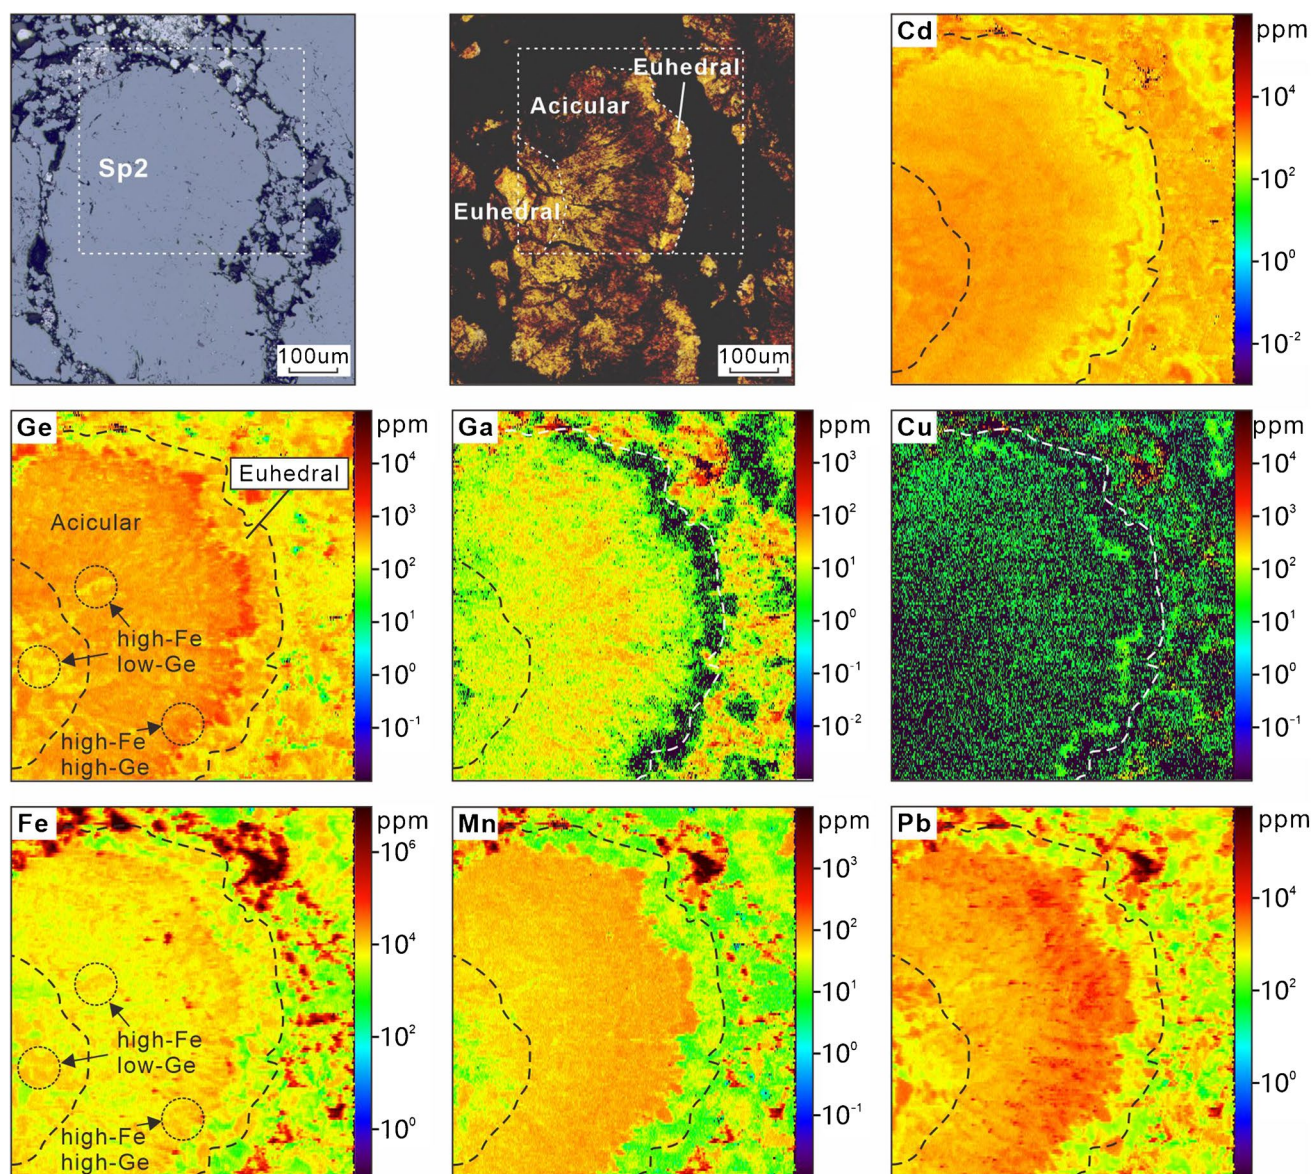 Sp2
100um
Euhedral
Acicular
Euhedral
100um
Cd
ppm
10⁴
10²
10⁰
10⁻²
Ge
ppm
10⁴
10³
10²
10¹
10⁰
10⁻¹
Euhedral
Acicular
high-Fe
low-Ge
high-Fe
high-Ge
Ga
ppm
10³
10²
10¹
10⁰
10⁻¹
10⁻²
Cu
ppm
10⁴
10³
10²
10¹
10⁰
10⁻¹
Fe
ppm
10⁶
10⁴
10²
10⁰
high-Fe
low-Ge
high-Fe
high-Ge
Mn
ppm
10³
10²
10¹
10⁰
10⁻¹
Pb
ppm
10⁴
10²
10⁰